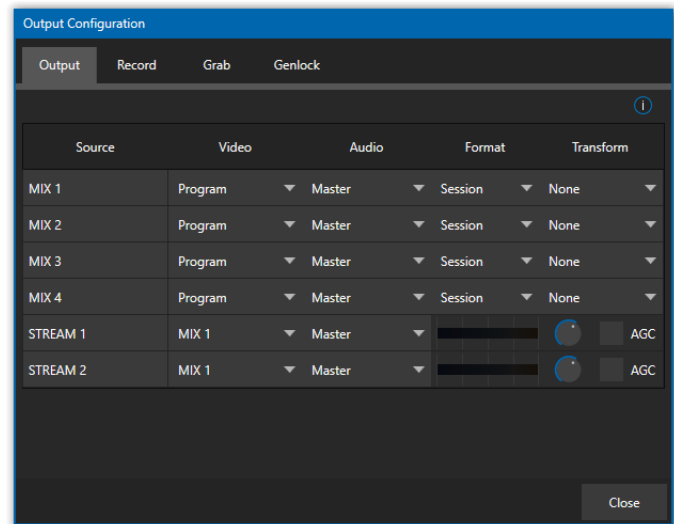 Output Configuration
Output Record Grab Genlock
i
Source Video Audio Format Transform
MIX 1 Program Master Session None
MIX 2 Program Master Session None
MIX 3 Program Master Session None
MIX 4 Program Master Session None
STREAM 1 MIX 1 Master AGC
STREAM 2 MIX 1 Master AGC
Close